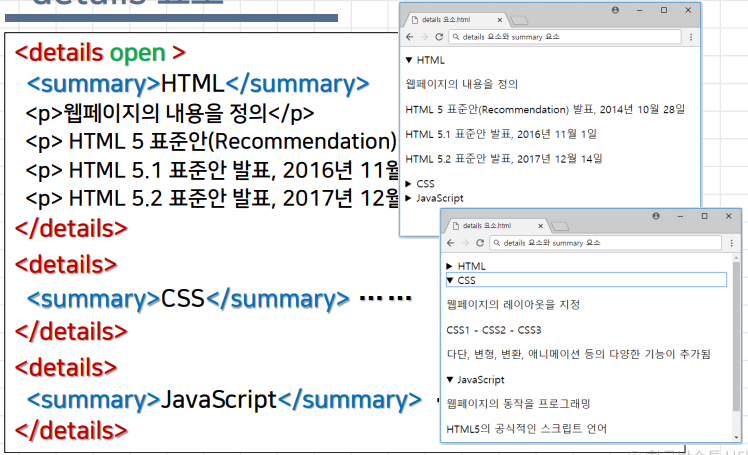 details 요소
<details open >
<summary>HTML</summary>
<p>웹페이지의 내용을 정의</p>
<p> HTML 5 표준안(Recommendation)
<p> HTML 5.1 표준안 발표, 2016년 11월
<p> HTML 5.2 표준안 발표, 2017년 12월
</details>
<details>
<summary>CSS</summary> ……
</details>
<details>
<summary>JavaScript</summary>
</details>
details 요소.html
details 요소와 summary 요소
▼ HTML
웹페이지의 내용을 정의
HTML 5 표준안(Recommendation) 발표, 2014년 10월 28일
HTML 5.1 표준안 발표, 2016년 11월 1일
HTML 5.2 표준안 발표, 2017년 12월 14일
▶ CSS
▶ JavaScript
details 요소.html
details 요소와 summary 요소
▶ HTML
▼ CSS
웹페이지의 레이아웃을 지정
CSS1 - CSS2 - CSS3
다단, 변형, 변환, 애니메이션 등의 다양한 기능이 추가됨
▼ JavaScript
웹페이지의 동작을 프로그래밍
HTML5의 공식적인 스크립트 언어